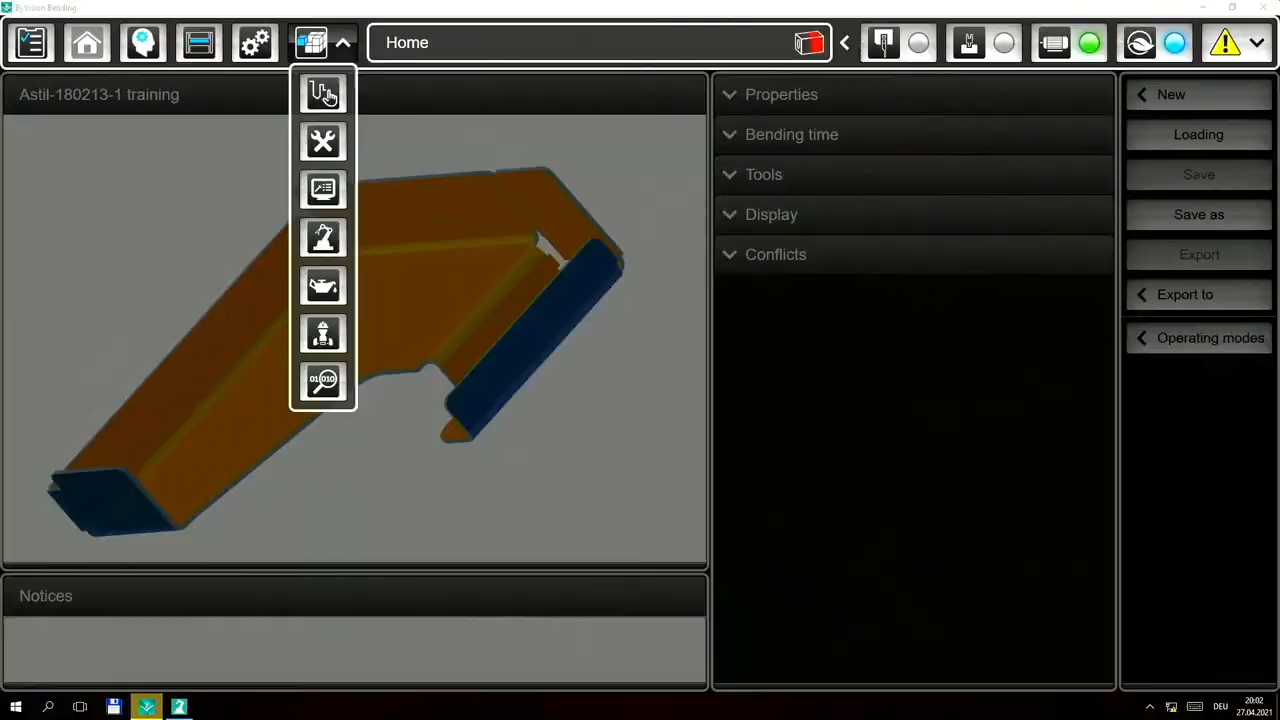 ByVision Bending
Home
Astil-180213-1 training
Properties
New
Bending time
Loading
Tools
Save
Display
Save as
Conflicts
Export
Export to
Operating modes
01010
Notices
20:02
DEU
27.04.2021